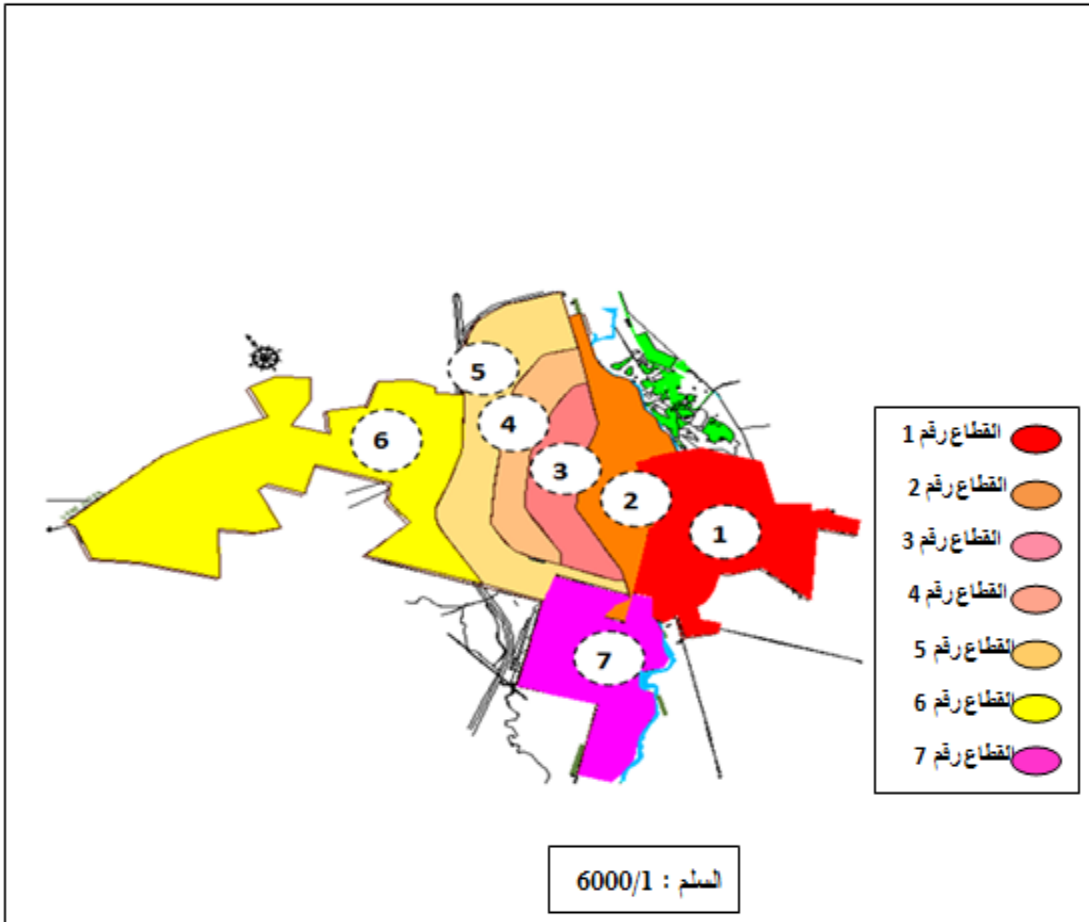 5
4
6
3
2
1
7
القطاع رقم 1
القطاع رقم 2
القطاع رقم 3
القطاع رقم 4
القطاع رقم 5
القطاع رقم 6
القطاع رقم 7
السلم : 6000/1